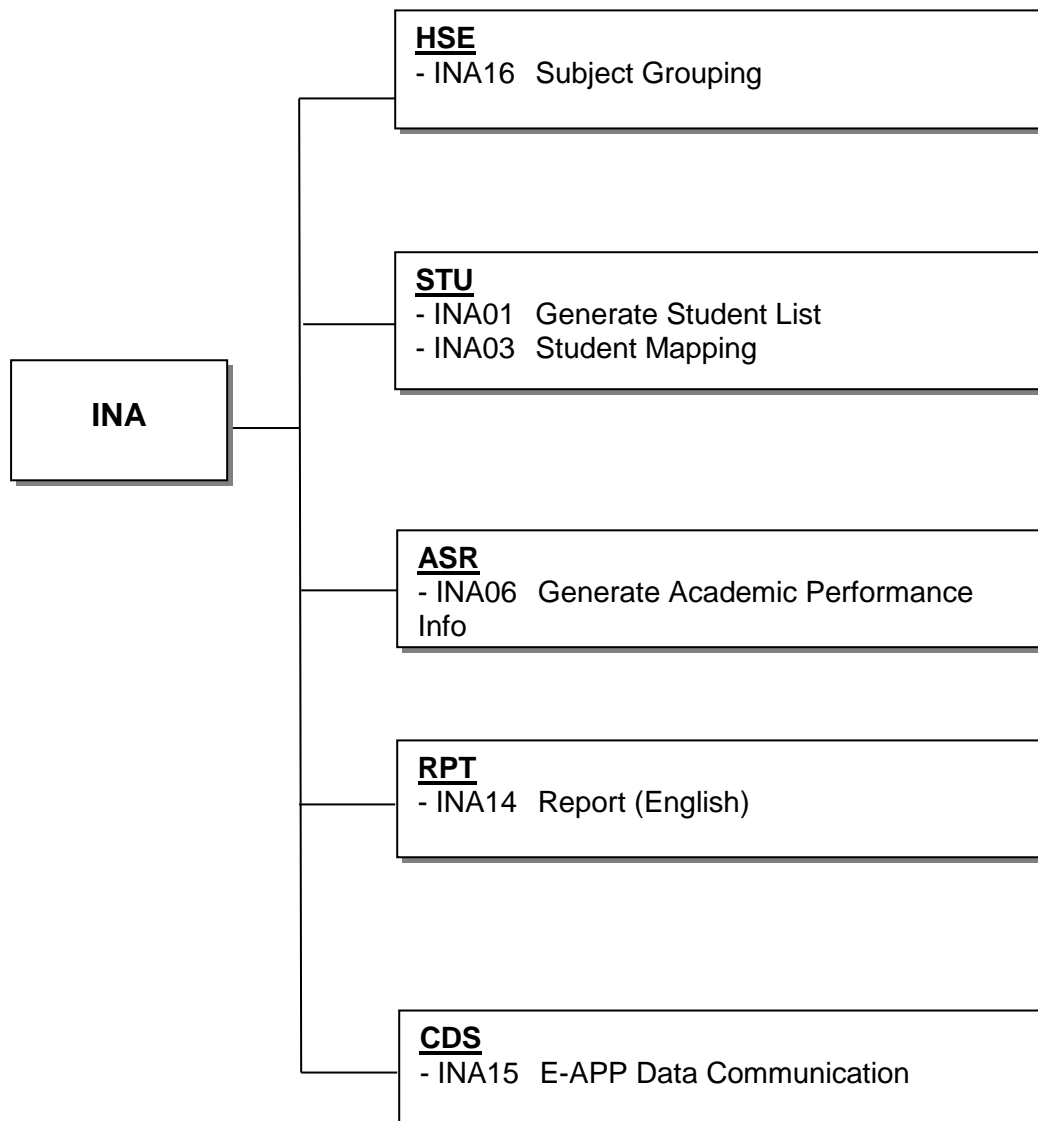 HSE
- INA16 Subject Grouping
STU
- INA01 Generate Student List
- INA03 Student Mapping
INA
ASR
- INA06 Generate Academic Performance
Info
RPT
- INA14 Report (English)
CDS
- INA15 E-APP Data Communication